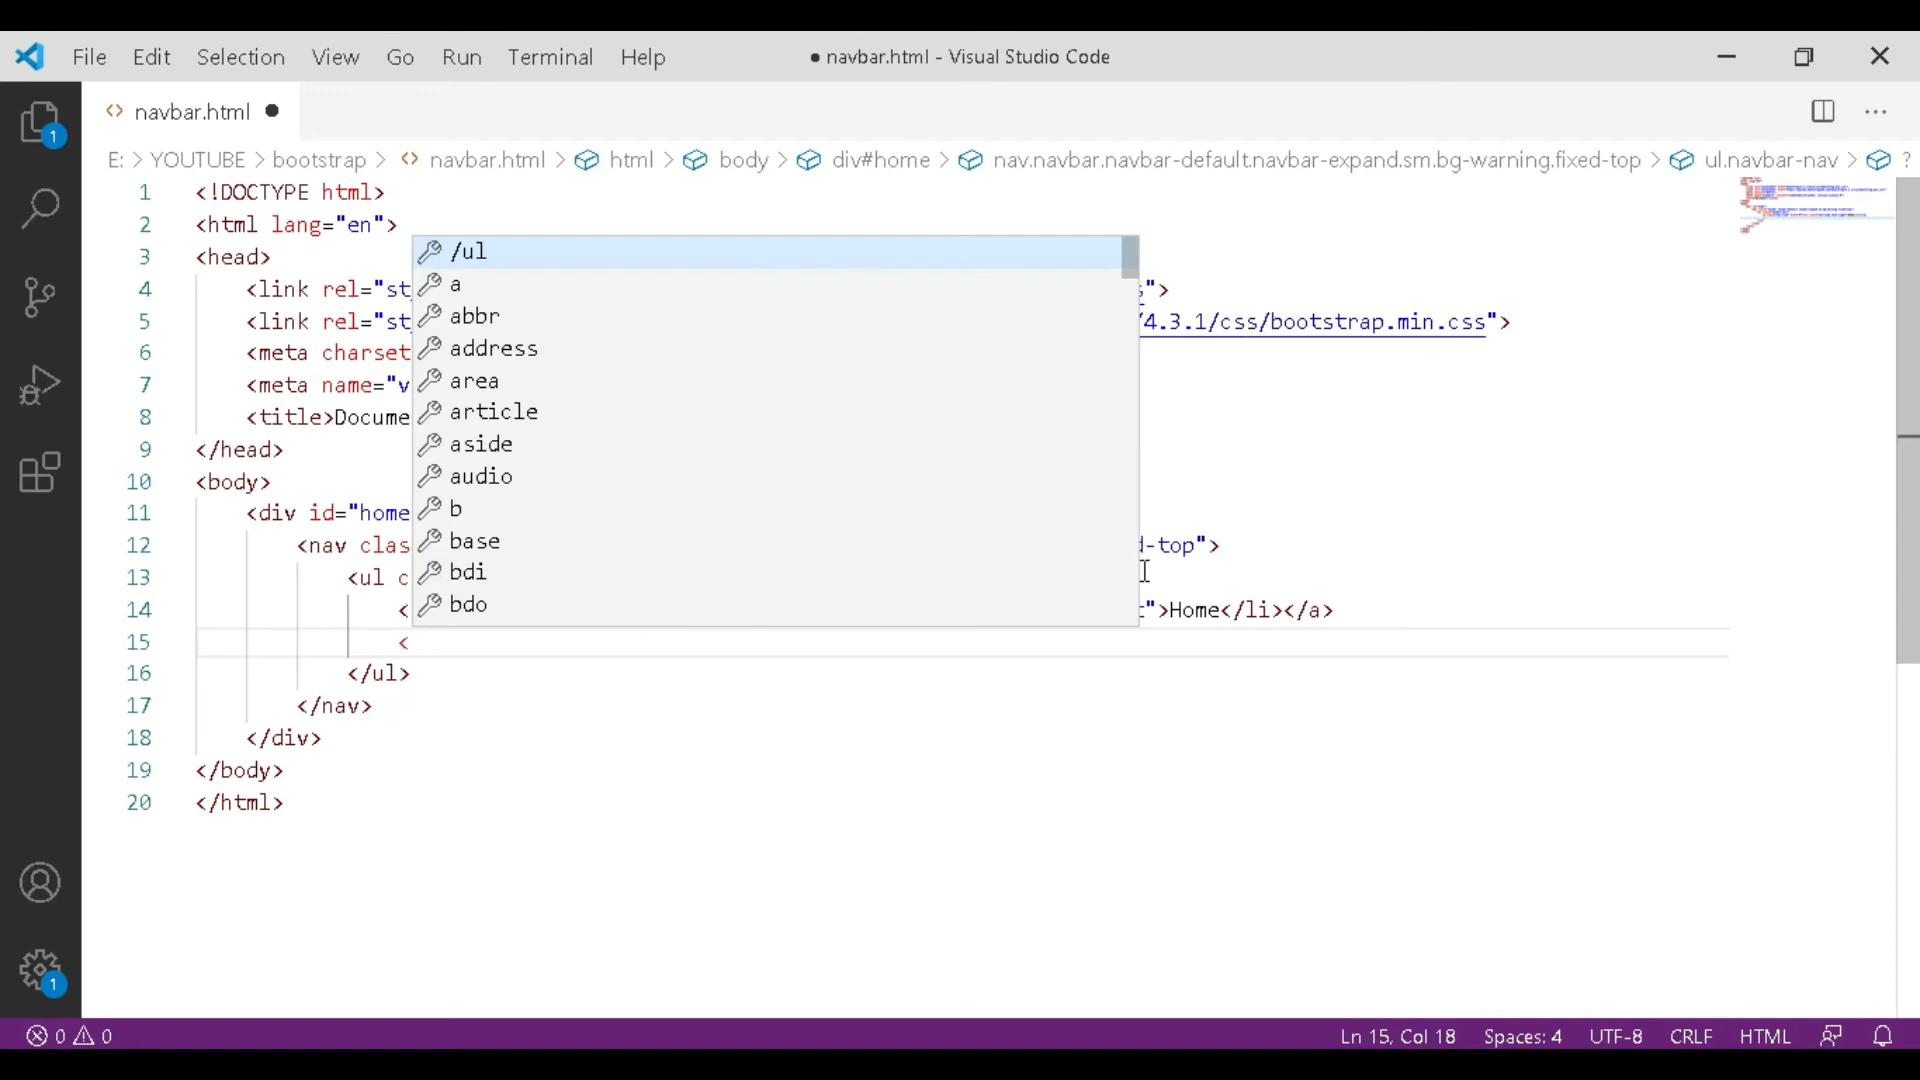 File Edit Selection View Go Run Terminal Help ● navbar.html - Visual Studio Code
1
<> navbar.html ●
E: > YOUTUBE > bootstrap > <> navbar.html > html > body > div#home > nav.navbar.navbar-default.navbar-expand.sm.bg-warning.fixed-top > ul.navbar-nav > ?
1 <!DOCTYPE html>
2 <html lang="en">
3 <head>
4 <link rel="st ">
5 <link rel="st /4.3.1/css/bootstrap.min.css">
6 <meta charset
7 <meta name="v
8 <title>Docume
9 </head>
10 <body>
11 <div id="home
12 <nav clas d-top">
13 <ul c
14 < ">Home</li></a>
15 <
16 </ul>
17 </nav>
18 </div>
19 </body>
20 </html>
/ul
a
abbr
address
area
article
aside
audio
b
base
bdi
bdo
1
0 0 Ln 15, Col 18 Spaces: 4 UTF-8 CRLF HTML